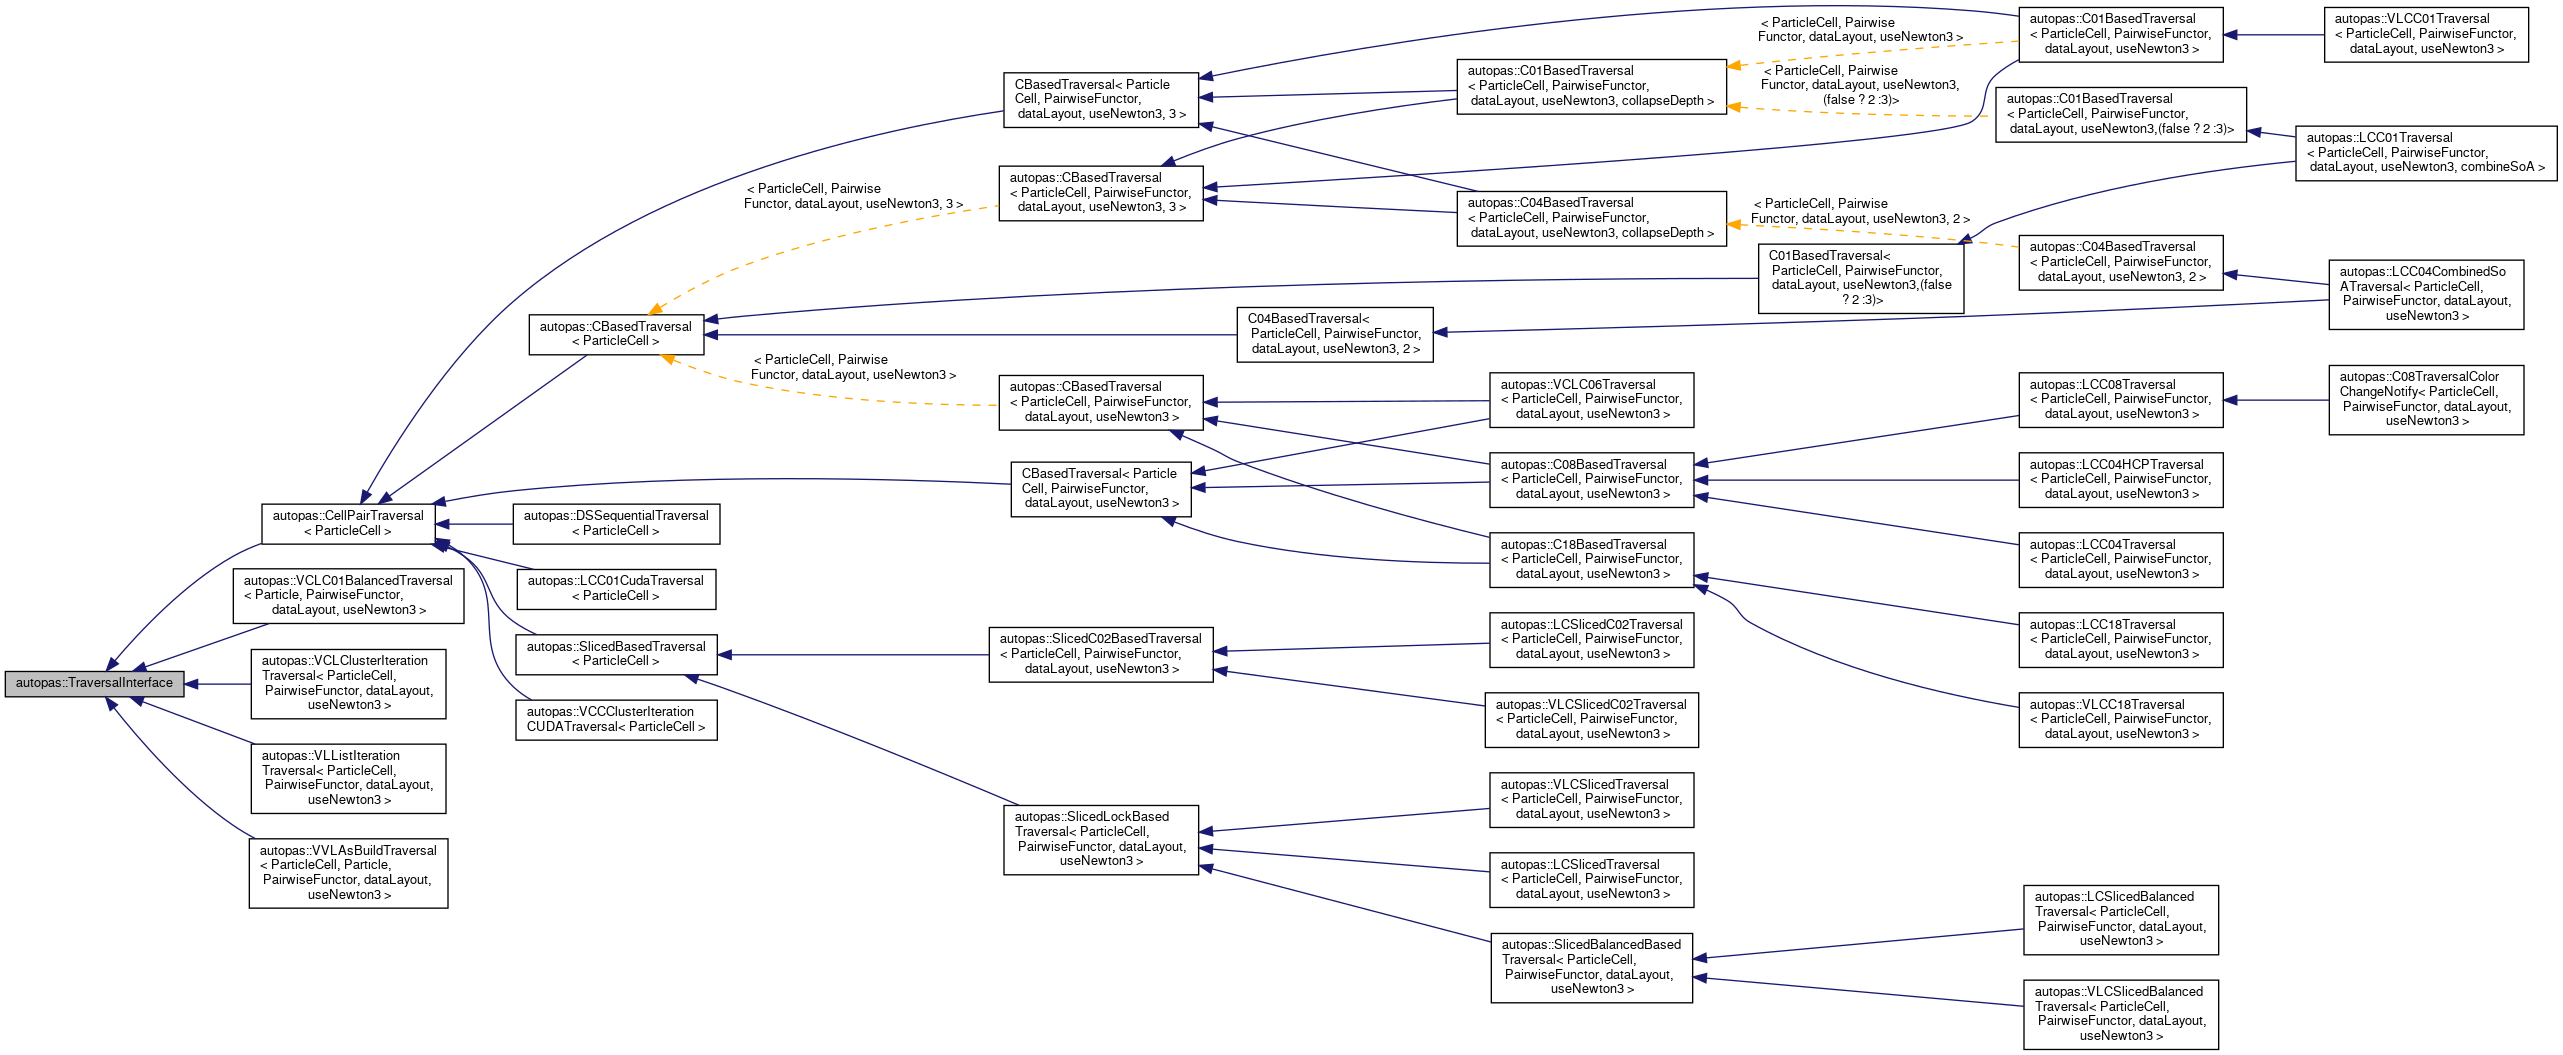 autopas::TraversalInterface
autopas::CellPairTraversal
< ParticleCell >
autopas::VCLC01BalancedTraversal
< Particle, PairwiseFunctor,
dataLayout, useNewton3 >
autopas::VCLClusterIteration
Traversal< ParticleCell,
PairwiseFunctor, dataLayout,
useNewton3 >
autopas::VLListIteration
Traversal< ParticleCell,
PairwiseFunctor, dataLayout,
useNewton3 >
autopas::VVLAsBuildTraversal
< ParticleCell, Particle,
PairwiseFunctor, dataLayout,
useNewton3 >
autopas::CBasedTraversal
< ParticleCell >
autopas::DSSequentialTraversal
< ParticleCell >
autopas::LCC01CudaTraversal
< ParticleCell >
autopas::SlicedBasedTraversal
< ParticleCell >
autopas::VCCClusterIteration
CUDATraversal< ParticleCell >
< ParticleCell, Pairwise
Functor, dataLayout, useNewton3, 3 >
< ParticleCell, Pairwise
Functor, dataLayout, useNewton3 >
CBasedTraversal< Particle
Cell, PairwiseFunctor,
dataLayout, useNewton3, 3 >
autopas::CBasedTraversal
< ParticleCell, PairwiseFunctor,
dataLayout, useNewton3, 3 >
autopas::CBasedTraversal
< ParticleCell, PairwiseFunctor,
dataLayout, useNewton3 >
CBasedTraversal< Particle
Cell, PairwiseFunctor,
dataLayout, useNewton3 >
autopas::SlicedC02BasedTraversal
< ParticleCell, PairwiseFunctor,
dataLayout, useNewton3 >
autopas::SlicedLockBased
Traversal< ParticleCell,
PairwiseFunctor, dataLayout,
useNewton3 >
C04BasedTraversal<
ParticleCell, PairwiseFunctor,
dataLayout, useNewton3, 2 >
autopas::C01BasedTraversal
< ParticleCell, PairwiseFunctor,
dataLayout, useNewton3, collapseDepth >
autopas::C04BasedTraversal
< ParticleCell, PairwiseFunctor,
dataLayout, useNewton3, collapseDepth >
autopas::VCLC06Traversal
< ParticleCell, PairwiseFunctor,
dataLayout, useNewton3 >
autopas::C08BasedTraversal
< ParticleCell, PairwiseFunctor,
dataLayout, useNewton3 >
autopas::C18BasedTraversal
< ParticleCell, PairwiseFunctor,
dataLayout, useNewton3 >
autopas::LCSlicedC02Traversal
< ParticleCell, PairwiseFunctor,
dataLayout, useNewton3 >
autopas::VLCSlicedC02Traversal
< ParticleCell, PairwiseFunctor,
dataLayout, useNewton3 >
autopas::VLCSlicedTraversal
< ParticleCell, PairwiseFunctor,
dataLayout, useNewton3 >
autopas::LCSlicedTraversal
< ParticleCell, PairwiseFunctor,
dataLayout, useNewton3 >
autopas::SlicedBalancedBased
Traversal< ParticleCell,
PairwiseFunctor, dataLayout,
useNewton3 >
< ParticleCell, Pairwise
Functor, dataLayout, useNewton3 >
< ParticleCell, Pairwise
Functor, dataLayout, useNewton3,
(false ? 2 :3)>
< ParticleCell, Pairwise
Functor, dataLayout, useNewton3, 2 >
C01BasedTraversal<
ParticleCell, PairwiseFunctor,
dataLayout, useNewton3,(false
? 2 :3)>
autopas::C01BasedTraversal
< ParticleCell, PairwiseFunctor,
dataLayout, useNewton3 >
autopas::C01BasedTraversal
< ParticleCell, PairwiseFunctor,
dataLayout, useNewton3,(false ? 2 :3)>
autopas::C04BasedTraversal
< ParticleCell, PairwiseFunctor,
dataLayout, useNewton3, 2 >
autopas::LCC08Traversal
< ParticleCell, PairwiseFunctor,
dataLayout, useNewton3 >
autopas::LCC04HCPTraversal
< ParticleCell, PairwiseFunctor,
dataLayout, useNewton3 >
autopas::LCC04Traversal
< ParticleCell, PairwiseFunctor,
dataLayout, useNewton3 >
autopas::LCC18Traversal
< ParticleCell, PairwiseFunctor,
dataLayout, useNewton3 >
autopas::VLCC18Traversal
< ParticleCell, PairwiseFunctor,
dataLayout, useNewton3 >
autopas::LCSlicedBalanced
Traversal< ParticleCell,
PairwiseFunctor, dataLayout,
useNewton3 >
autopas::VLCSlicedBalanced
Traversal< ParticleCell,
PairwiseFunctor, dataLayout,
useNewton3 >
autopas::VLCC01Traversal
< ParticleCell, PairwiseFunctor,
dataLayout, useNewton3 >
autopas::LCC01Traversal
< ParticleCell, PairwiseFunctor,
dataLayout, useNewton3, combineSoA >
autopas::LCC04CombinedSo
ATraversal< ParticleCell,
PairwiseFunctor, dataLayout,
useNewton3 >
autopas::C08TraversalColor
ChangeNotify< ParticleCell,
PairwiseFunctor, dataLayout,
useNewton3 >